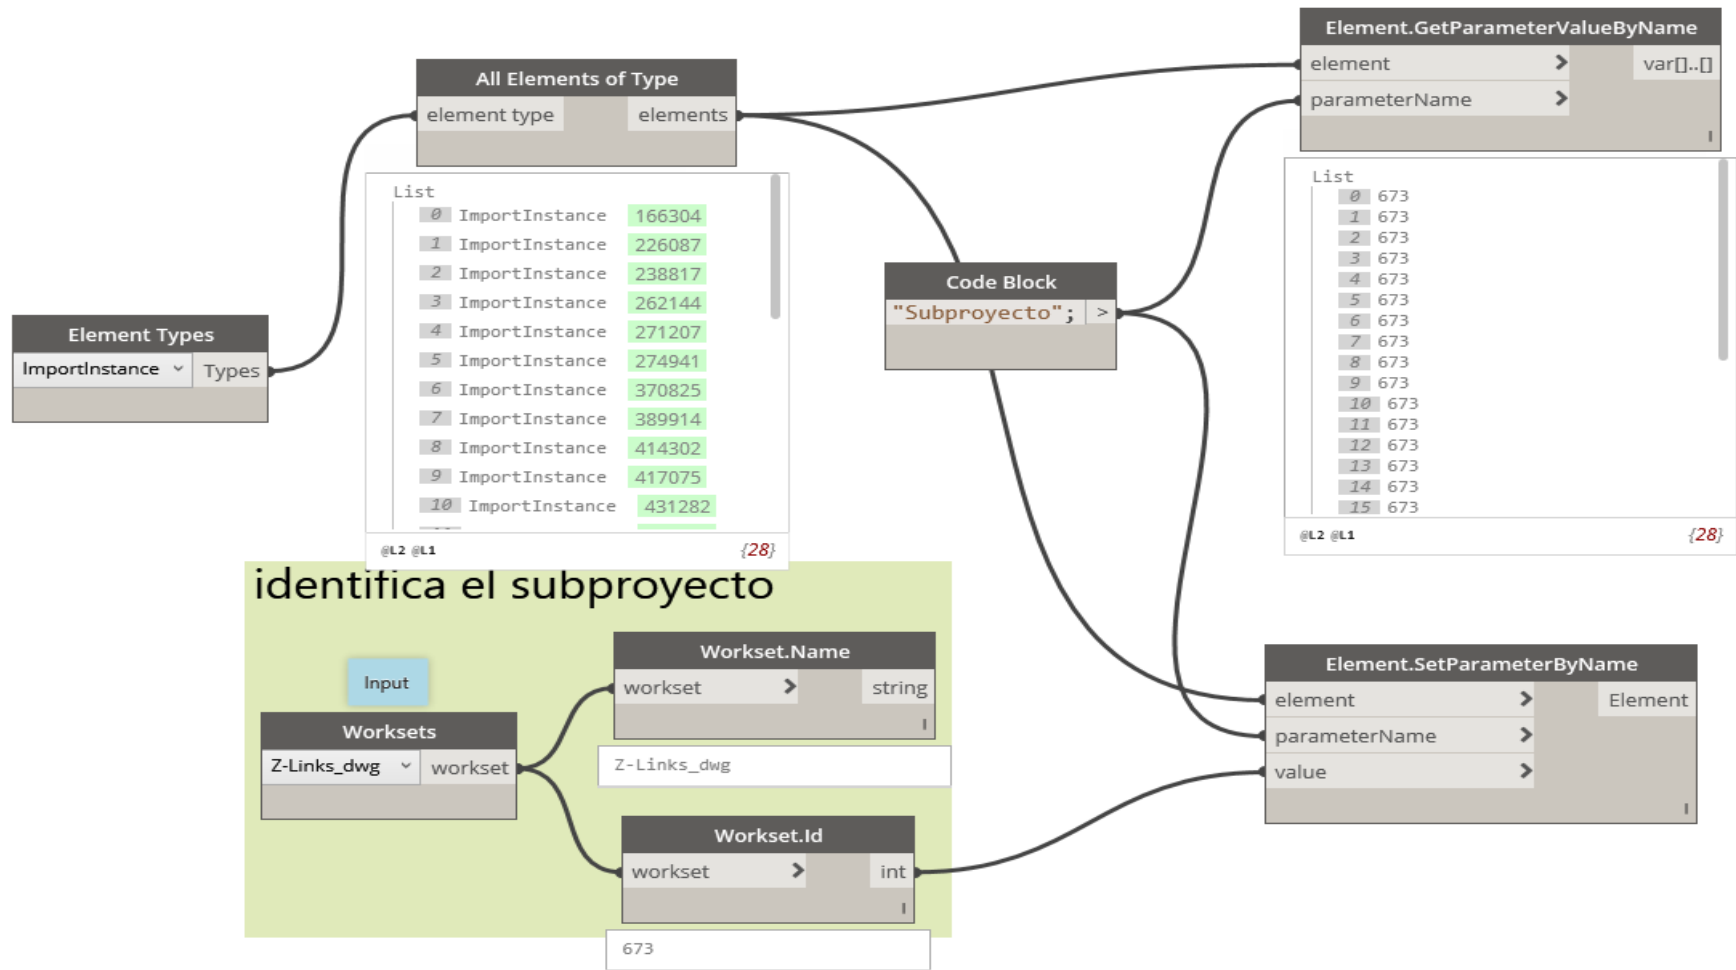 Element Types
ImportInstance
Types
All Elements of Type
element type
elements
List
0 ImportInstance 166304
1 ImportInstance 226087
2 ImportInstance 238817
3 ImportInstance 262144
4 ImportInstance 271207
5 ImportInstance 274941
6 ImportInstance 370825
7 ImportInstance 389914
8 ImportInstance 414302
9 ImportInstance 417075
10 ImportInstance 431282
@L2 @L1 {28}
Code Block
"Subproyecto"; >
Element.GetParameterValueByName
element > var[]..[]
parameterName >
List
0 673
1 673
2 673
3 673
4 673
5 673
6 673
7 673
8 673
9 673
10 673
11 673
12 673
13 673
14 673
15 673
@L2 @L1 {28}
identifica el subproyecto
Input
Worksets
Z-Links_dwg
workset
Workset.Name
workset > string
Z-Links_dwg
Workset.Id
workset > int
673
Element.SetParameterByName
element > Element
parameterName >
value >